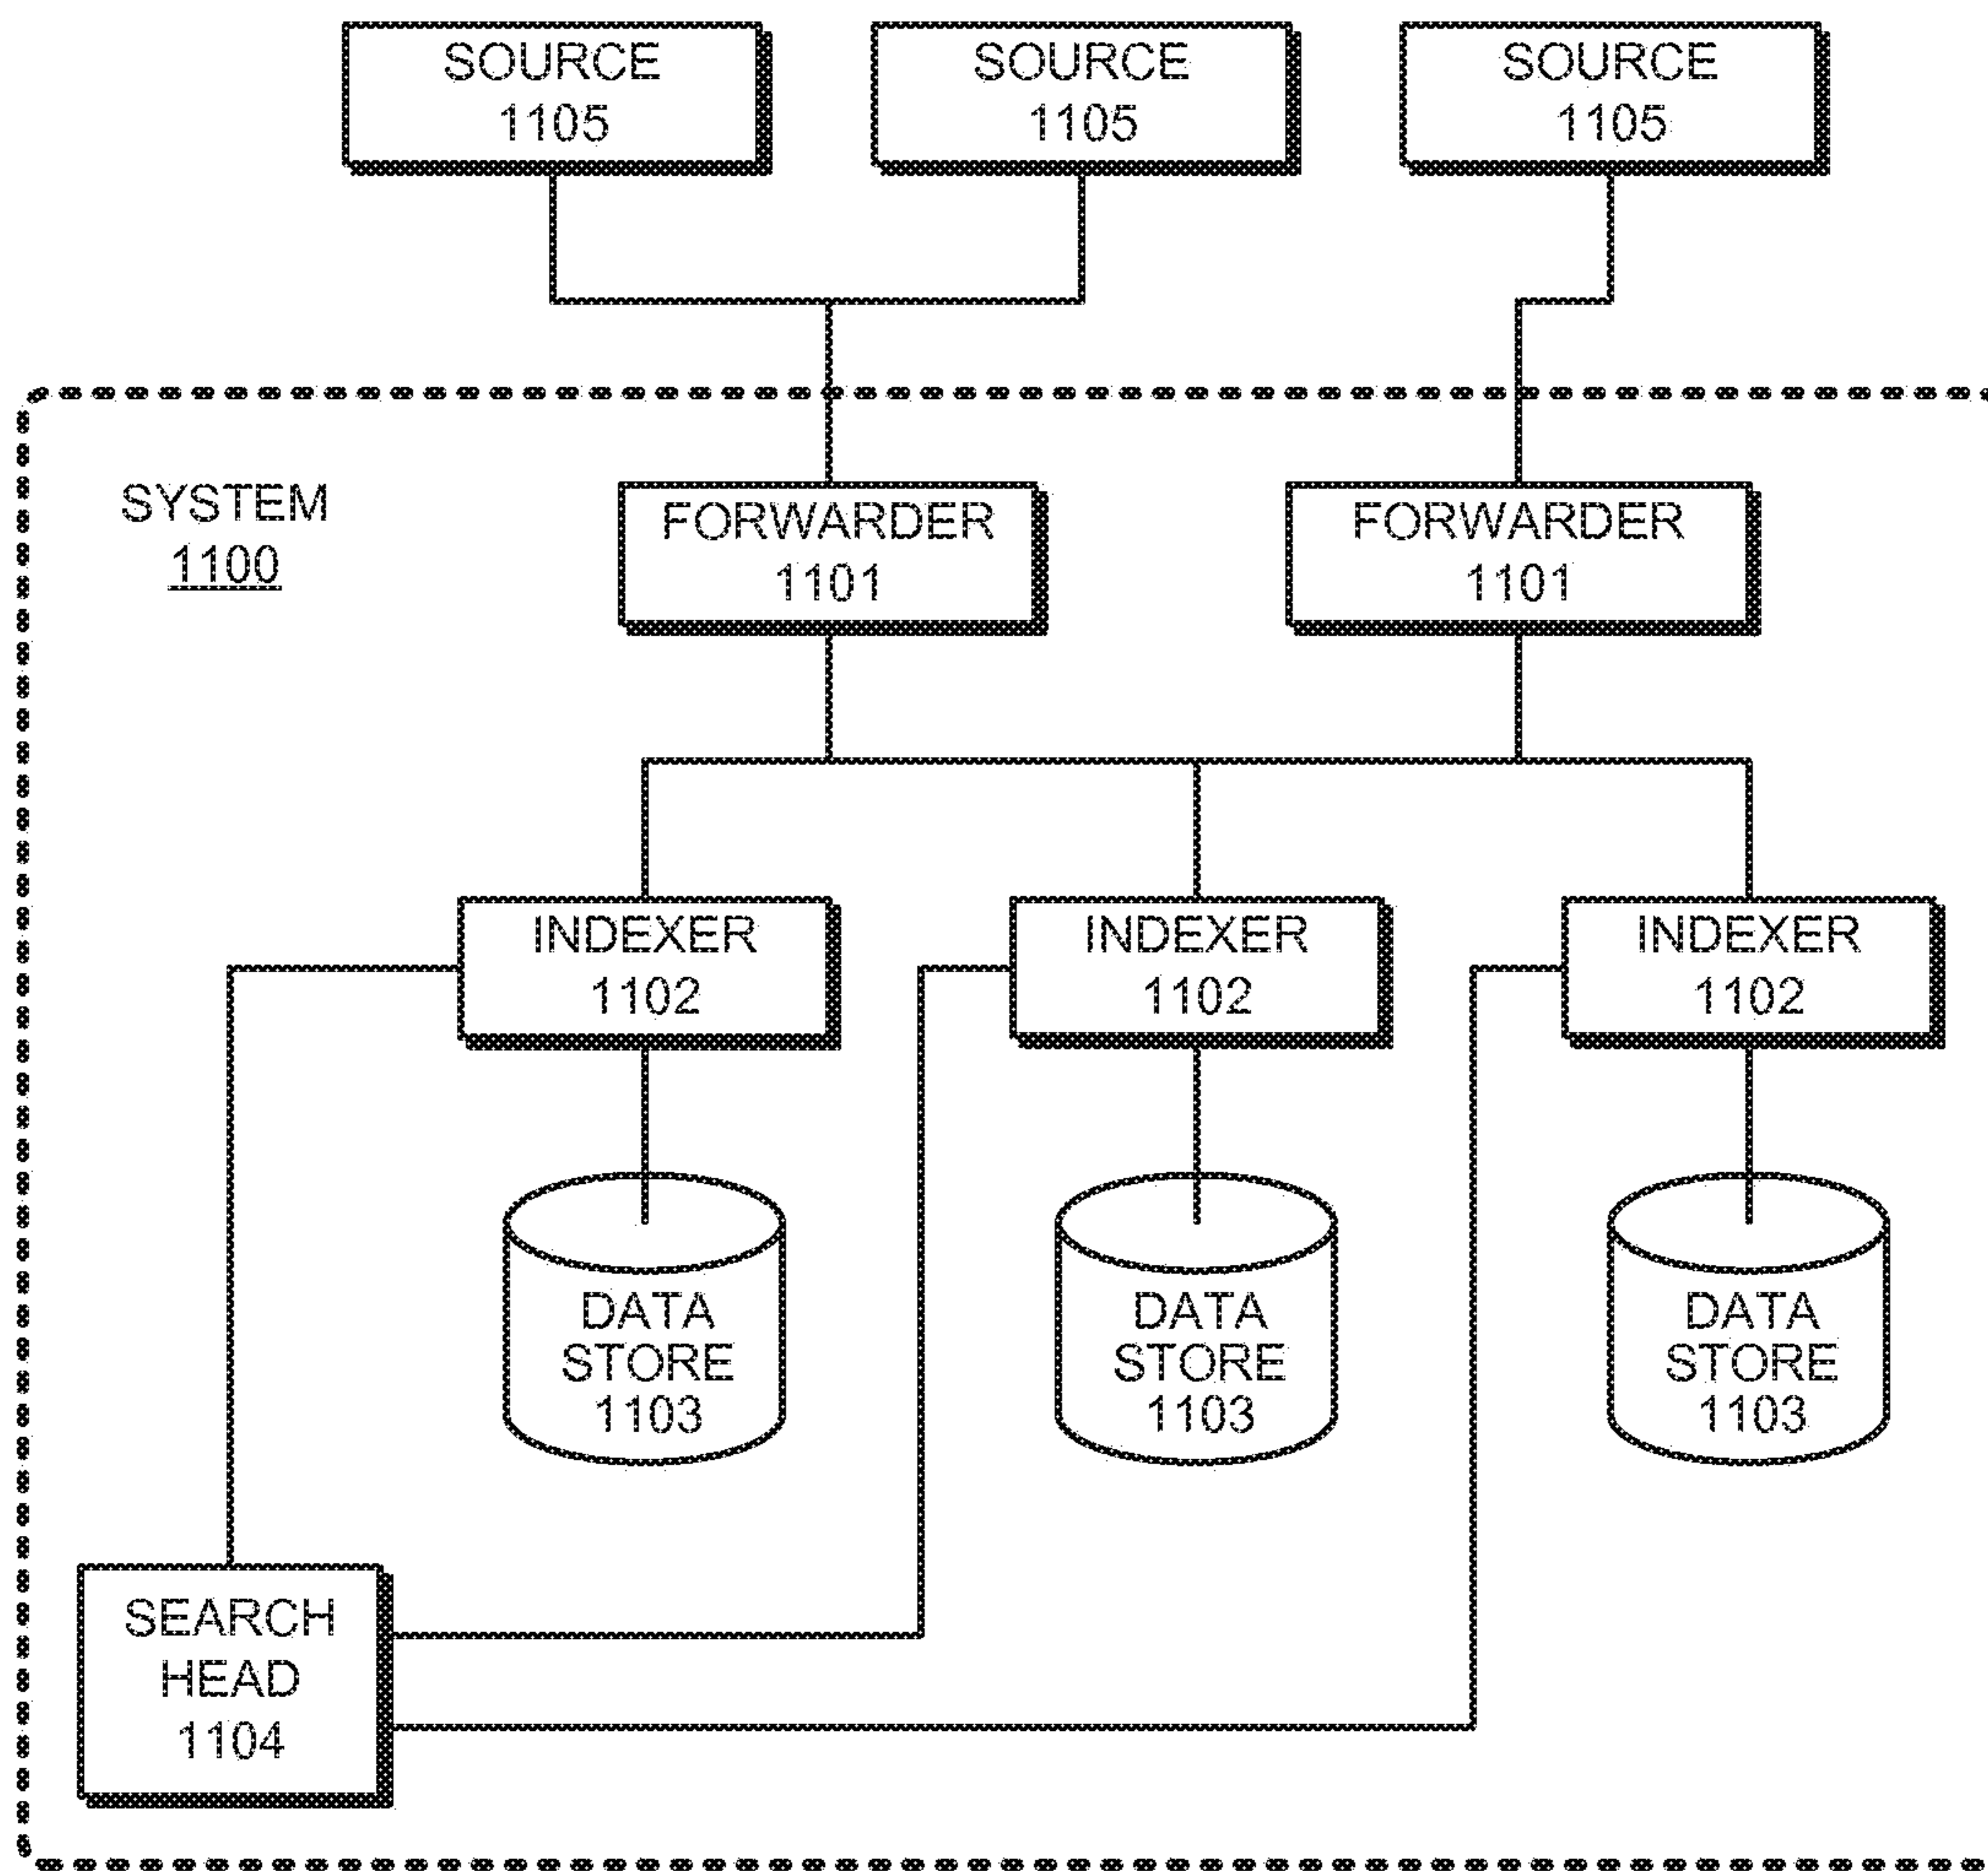 SOURCE
1105
SOURCE
1105
SOURCE
1105
SYSTEM
1100
FORWARDER
1101
FORWARDER
1101
INDEXER
1102
INDEXER
1102
INDEXER
1102
DATA
STORE
1103
DATA
STORE
1103
DATA
STORE
1103
SEARCH
HEAD
1104